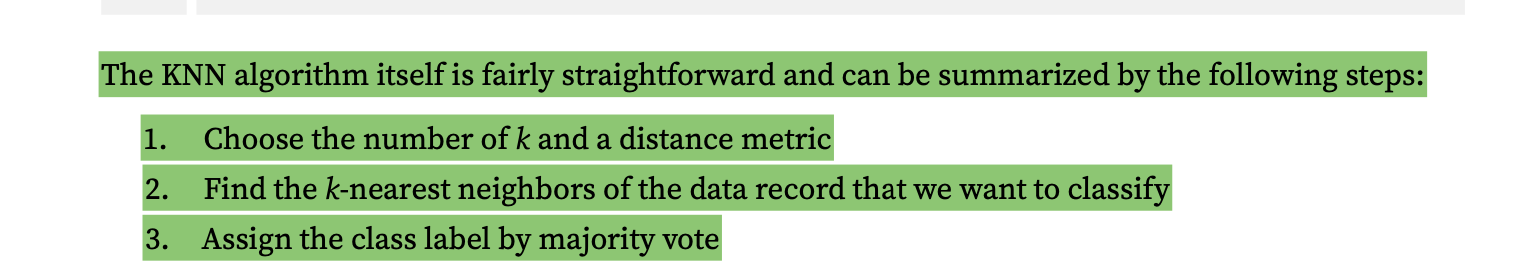 The KNN algorithm itself is fairly straightforward and can be summarized by the following steps:
1. Choose the number of k and a distance metric
2. Find the k-nearest neighbors of the data record that we want to classify
3. Assign the class label by majority vote